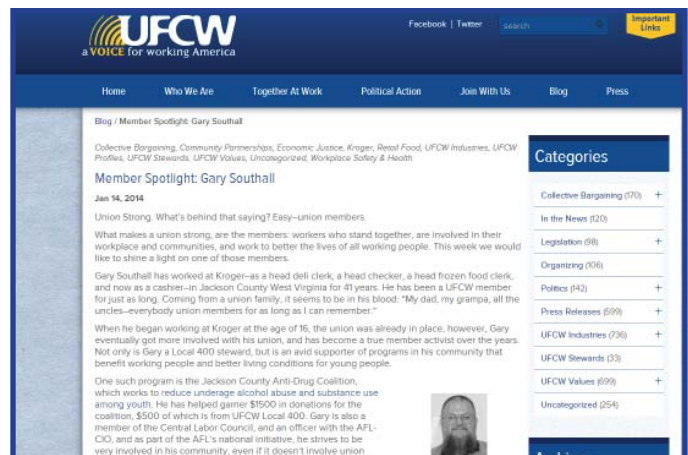 UFCW
a VOICE for working America
Facebook | Twitter
search
Important
Links
Home
Who We Are
Together At Work
Political Action
Join With Us
Blog
Press
Blog / Member Spotlight: Gary Southall
Collective Bargaining, Community Partnerships, Economic Justice, Kroger, Retail Food, UFCW Industries, UFCW
Profiles, UFCW Stewards, UFCW Values, Uncategorized, Workplace Safety & Health
Member Spotlight: Gary Southall
Jan 14, 2014
Union Strong. What's behind that saying? Easy–union members.
What makes a union strong, are the members: workers who stand together, are involved in their
workplace and communities, and work to better the lives of all working people. This week we would
like to shine a light on one of those members.
Gary Southall has worked at Kroger–as a head deli clerk, a head checker, a head frozen food clerk,
and now as a cashier–in Jackson County West Virginia for 41 years. He has been a UFCW member
for just as long. Coming from a union family, it seems to be in his blood: "My dad, my grampa, all the
uncles–everybody union members for as long as I can remember."
When he began working at Kroger at the age of 16, the union was already in place, however, Gary
eventually got more involved with his union, and has become a true member activist over the years.
Not only is Gary a Local 400 steward, but is an avid supporter of programs in his community that
benefit working people and better living conditions for young people.
One such program is the Jackson County Anti-Drug Coalition,
which works to reduce underage alcohol abuse and substance use
among youth. He has helped garner $1500 in donations for the
coalition, $500 of which is from UFCW Local 400. Gary is also a
member of the Central Labor Council, and an officer with the AFL-
CIO, and as part of the AFL's national initiative, he strives to be
very involved in his community, even if it doesn't involve union
Categories
Collective Bargaining (170) +
In the News (120)
Legislation (98) +
Organizing (106)
Politics (142) +
Press Releases (599) +
UFCW Industries (736) +
UFCW Stewards (33)
UFCW Values (699) +
Uncategorized (254)